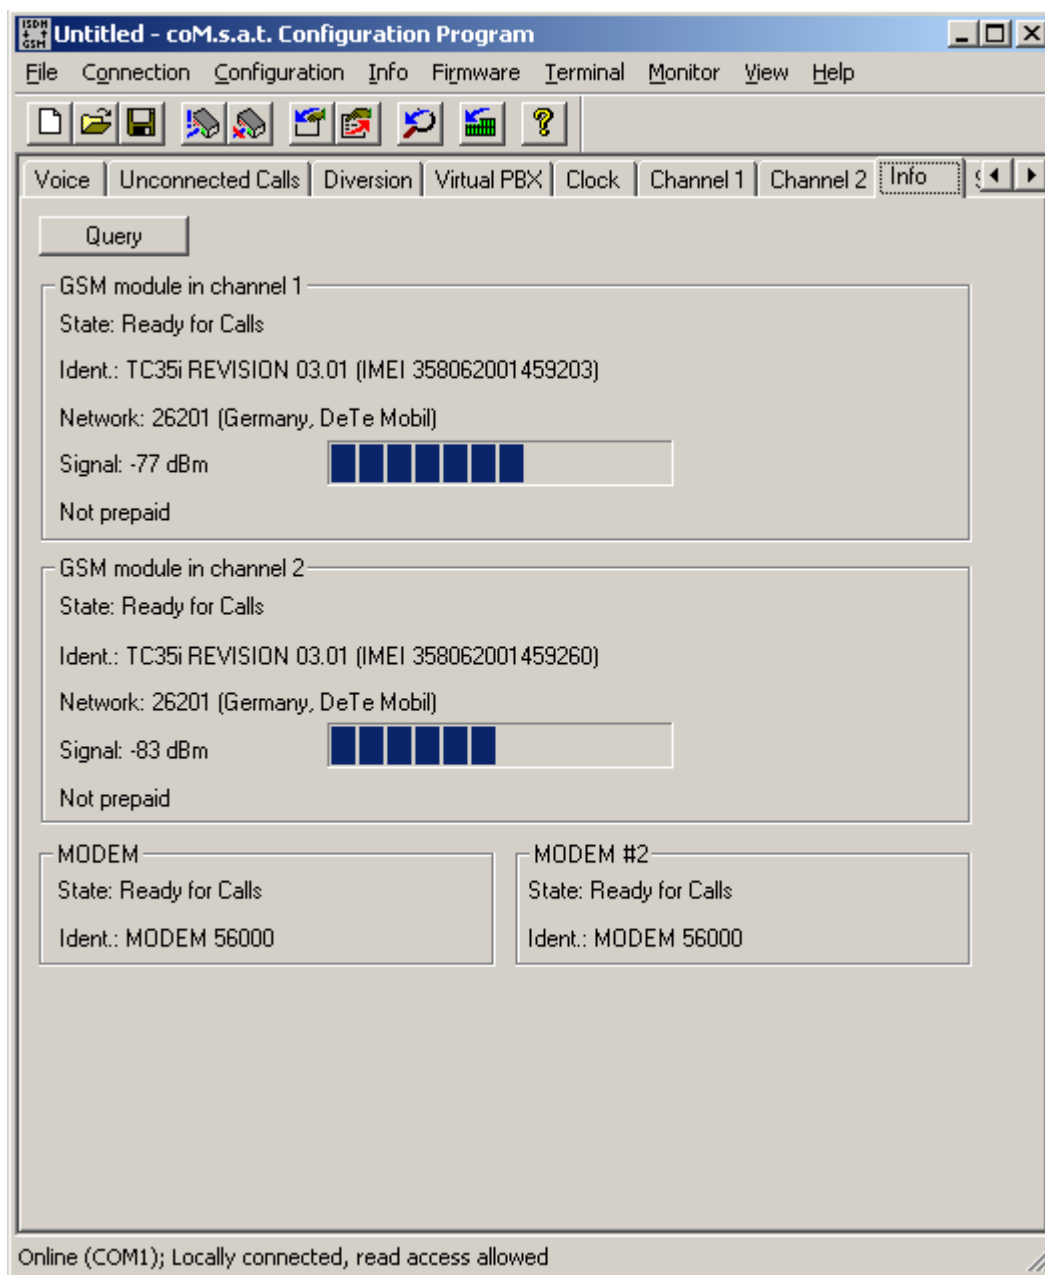 ISDN
GSM
Untitled - coM.s.a.t. Configuration Program
File Connection Configuration Info Firmware Terminal Monitor View Help
Voice Unconnected Calls Diversion Virtual PBX Clock Channel 1 Channel 2 Info
Query
GSM module in channel 1
State: Ready for Calls
Ident.: TC35i REVISION 03.01 (IMEI 358062001459203)
Network: 26201 (Germany, DeTe Mobil)
Signal: -77 dBm
Not prepaid
GSM module in channel 2
State: Ready for Calls
Ident.: TC35i REVISION 03.01 (IMEI 358062001459260)
Network: 26201 (Germany, DeTe Mobil)
Signal: -83 dBm
Not prepaid
MODEM
State: Ready for Calls
Ident.: MODEM 56000
MODEM #2
State: Ready for Calls
Ident.: MODEM 56000
Online (COM1); Locally connected, read access allowed